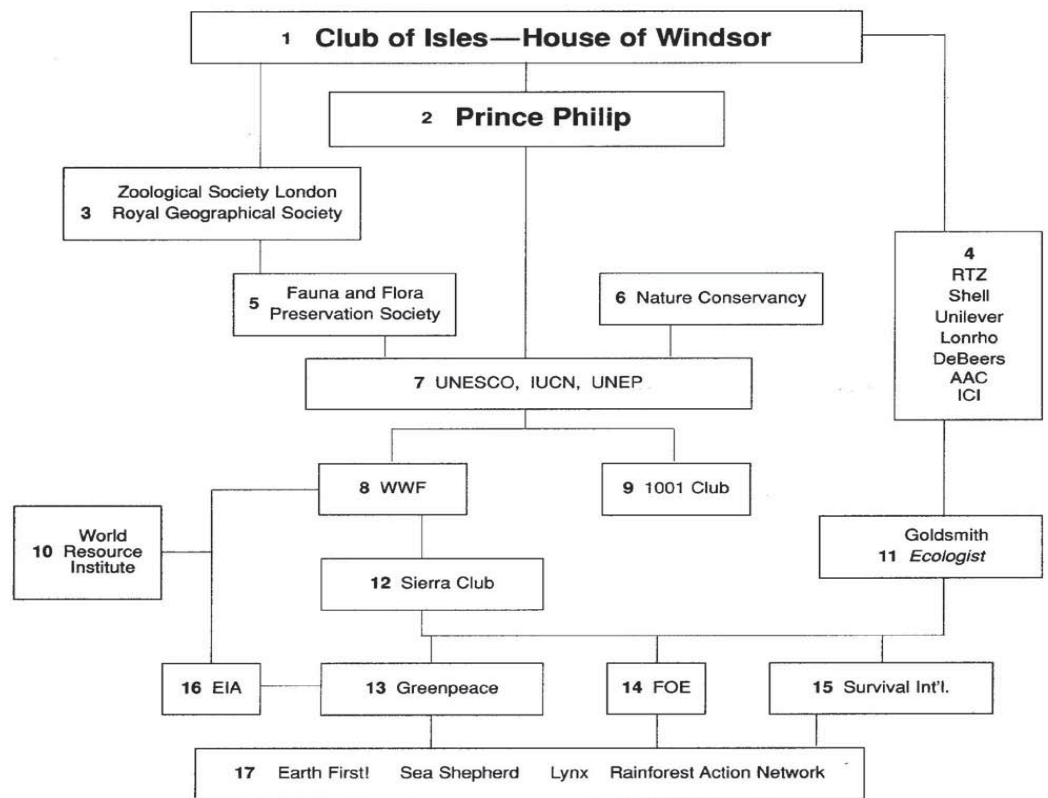 1 Club of Isles—House of Windsor
2 Prince Philip
Zoological Society London
3 Royal Geographical Society
4
RTZ
Shell
Unilever
Lonrho
DeBeers
AAC
ICI
Fauna and Flora
5 Preservation Society
6 Nature Conservancy
7 UNESCO, IUCN, UNEP
8 WWF
9 1001 Club
World
10 Resource
Institute
Goldsmith
11 Ecologist
12 Sierra Club
16 EIA
13 Greenpeace
14 FOE
15 Survival Int'l.
17 Earth First! Sea Shepherd Lynx Rainforest Action Network